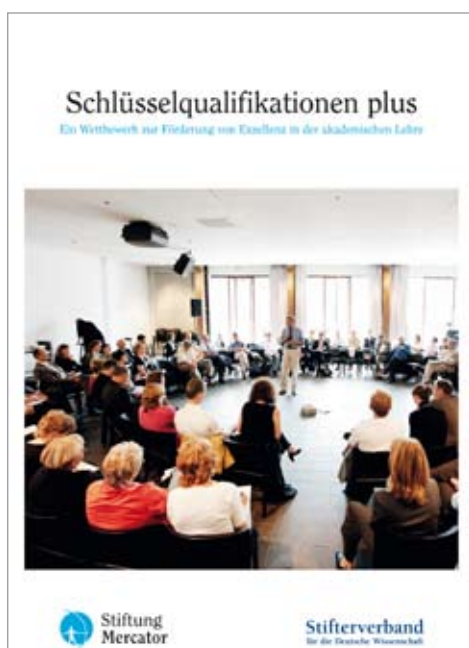 Schlüsselqualifikationen plus
Ein Wettbewerb zur Förderung von Exzellenz in der akademischen Lehre
Stiftung
Mercator
Stifterverband
für die Deutsche Wissenschaft